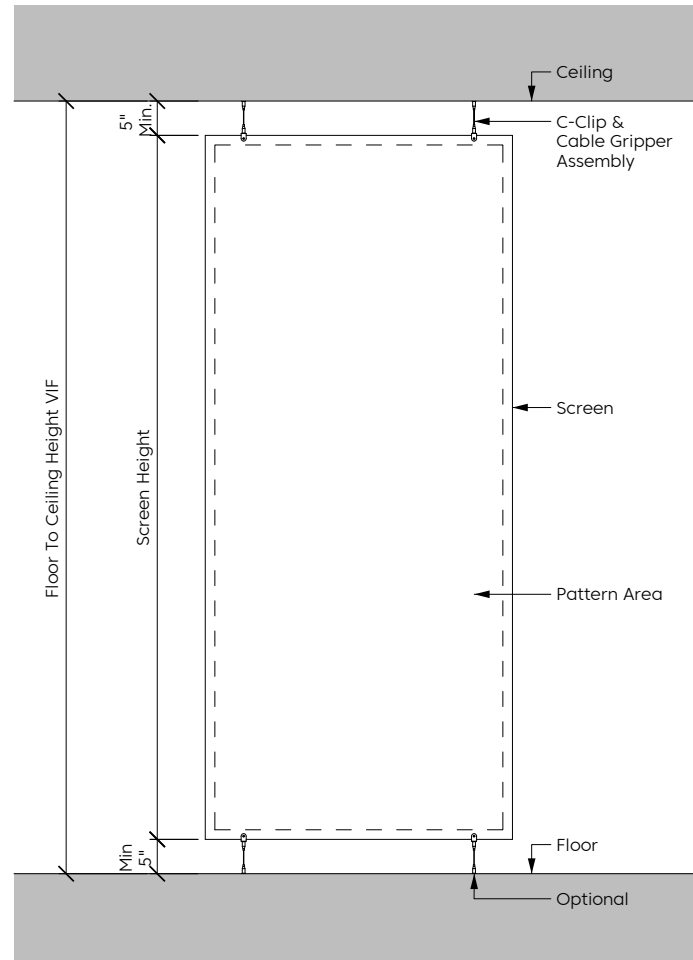 Ceiling
5"
Min.
C-Clip &
Cable Gripper
Assembly
Floor To Ceiling Height VIF
Screen Height
Screen
Pattern Area
Min
5"
Floor
Optional